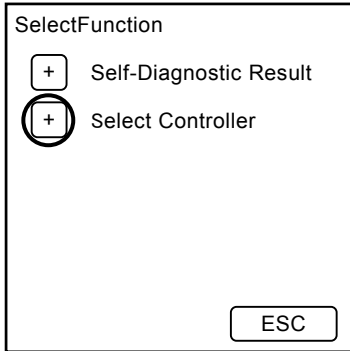 SelectFunction
+ Self-Diagnostic Result
+ Select Controller
ESC